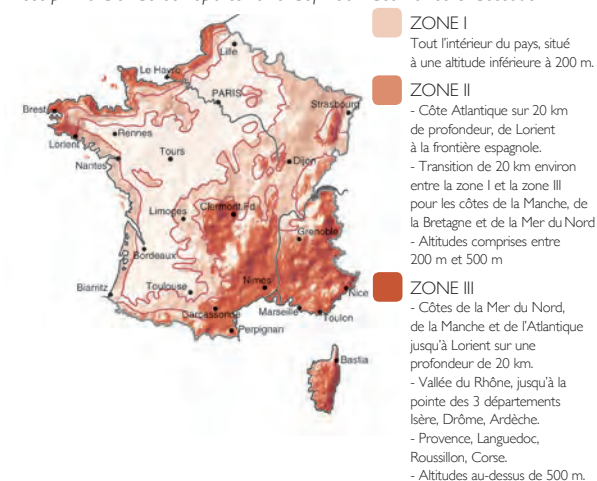 ZONE I
Tout l'intérieur du pays, situé
à une altitude inférieure à 200 m.
ZONE II
- Côte Atlantique sur 20 km
de profondeur, de Lorient
à la frontière espagnole.
- Transition de 20 km environ
entre la zone I et la zone III
pour les côtes de la Manche, de
la Bretagne et de la Mer du Nord
- Altitudes comprises entre
200 m et 500 m
ZONE III
- Côtes de la Mer du Nord,
de la Manche et de l'Atlantique
jusqu'à Lorient sur une
profondeur de 20 km.
- Vallée du Rhône, jusqu'à la
pointe des 3 départements
Isère, Drôme, Ardèche.
- Provence, Languedoc,
Roussillon, Corse.
- Altitudes au-dessus de 500 m.
Lille
Le Havre
PARIS
Strasbourg
Brest
Rennes
Lorient
Tours
Nantes
Dijon
Limoges
Clermont.Fd
Grenoble
Bordeaux
Biarritz
Toulouse
Nimes
Nice
Carcassonne
Marseille
Toulon
Perpignan
Bastia